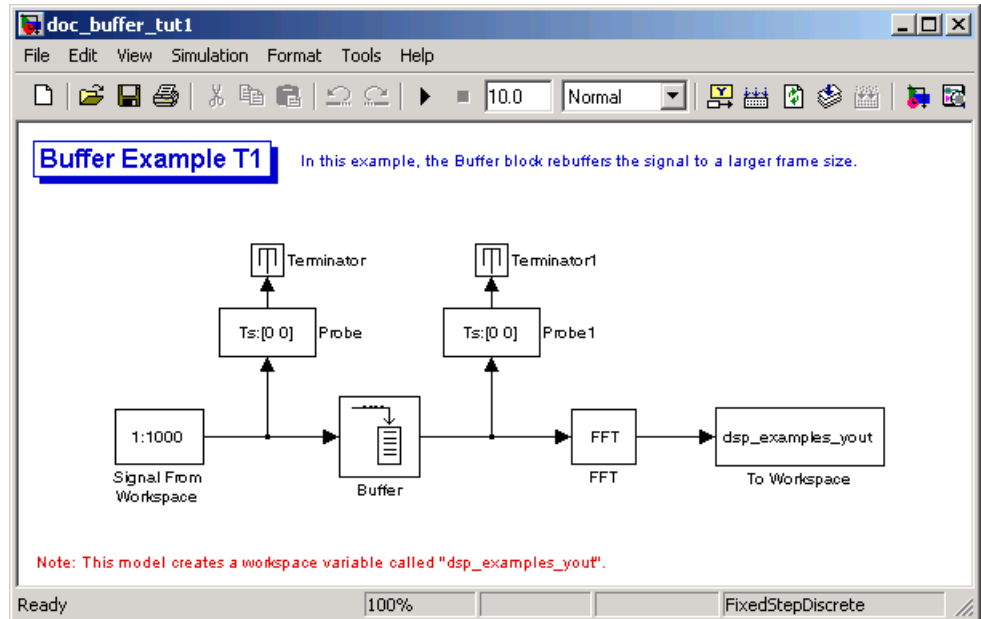 doc_buffer_tut1
File Edit View Simulation Format Tools Help
10.0 Normal
Buffer Example T1
In this example, the Buffer block rebuffers the signal to a larger frame size.
Terminator
Terminator1
Ts:[0 0] Probe
Ts:[0 0] Probe1
1:1000
FFT
dsp_examples_yout
Signal From
Workspace
Buffer
FFT
To Workspace
Note: This model creates a workspace variable called "dsp_examples_yout".
Ready 100% FixedStepDiscrete